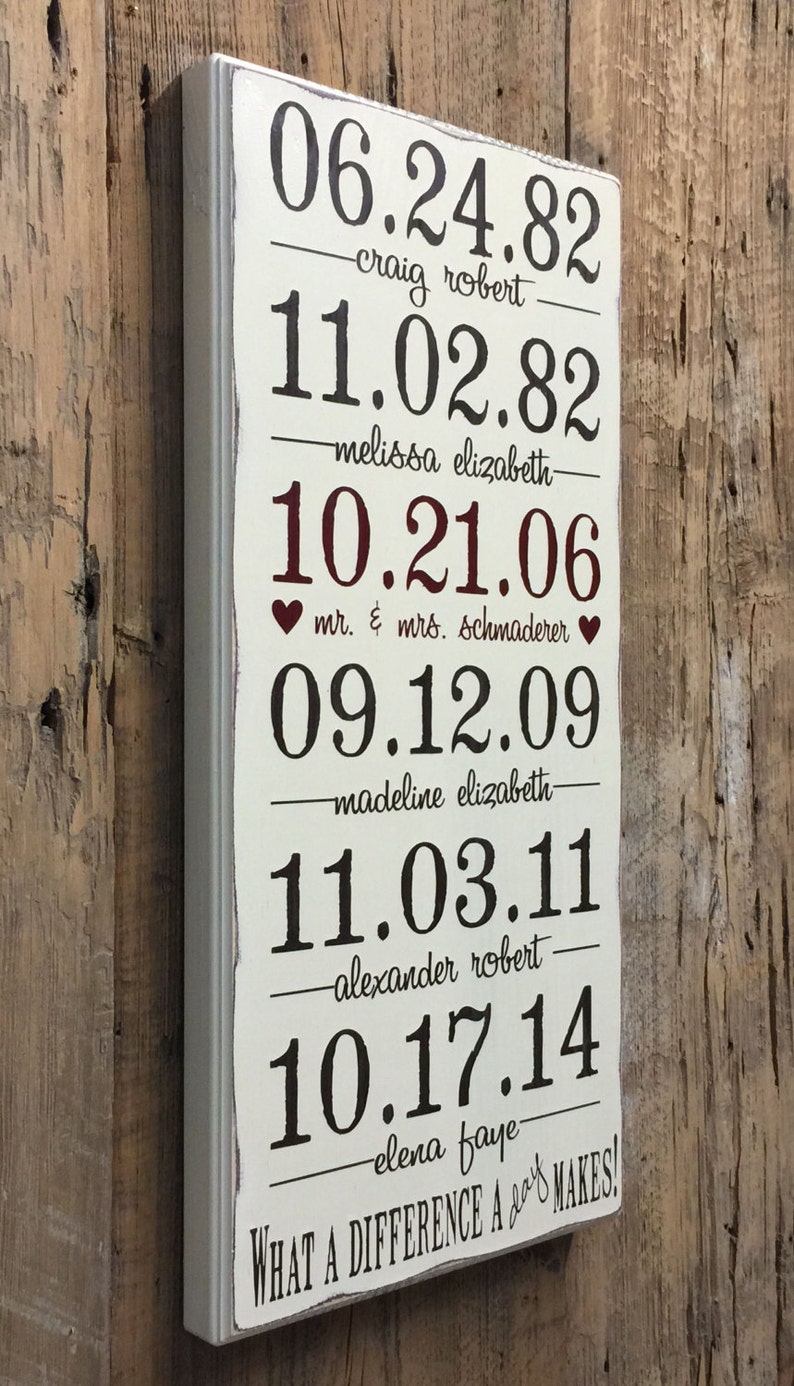 06.24.82
craig robert
11.02.82
melissa elizabeth
10.21.06
mr. & mrs. schmaderer
09.12.09
madeline elizabeth
11.03.11
alexander robert
10.17.14
elena faye
WHAT A DIFFERENCE A day MAKES!